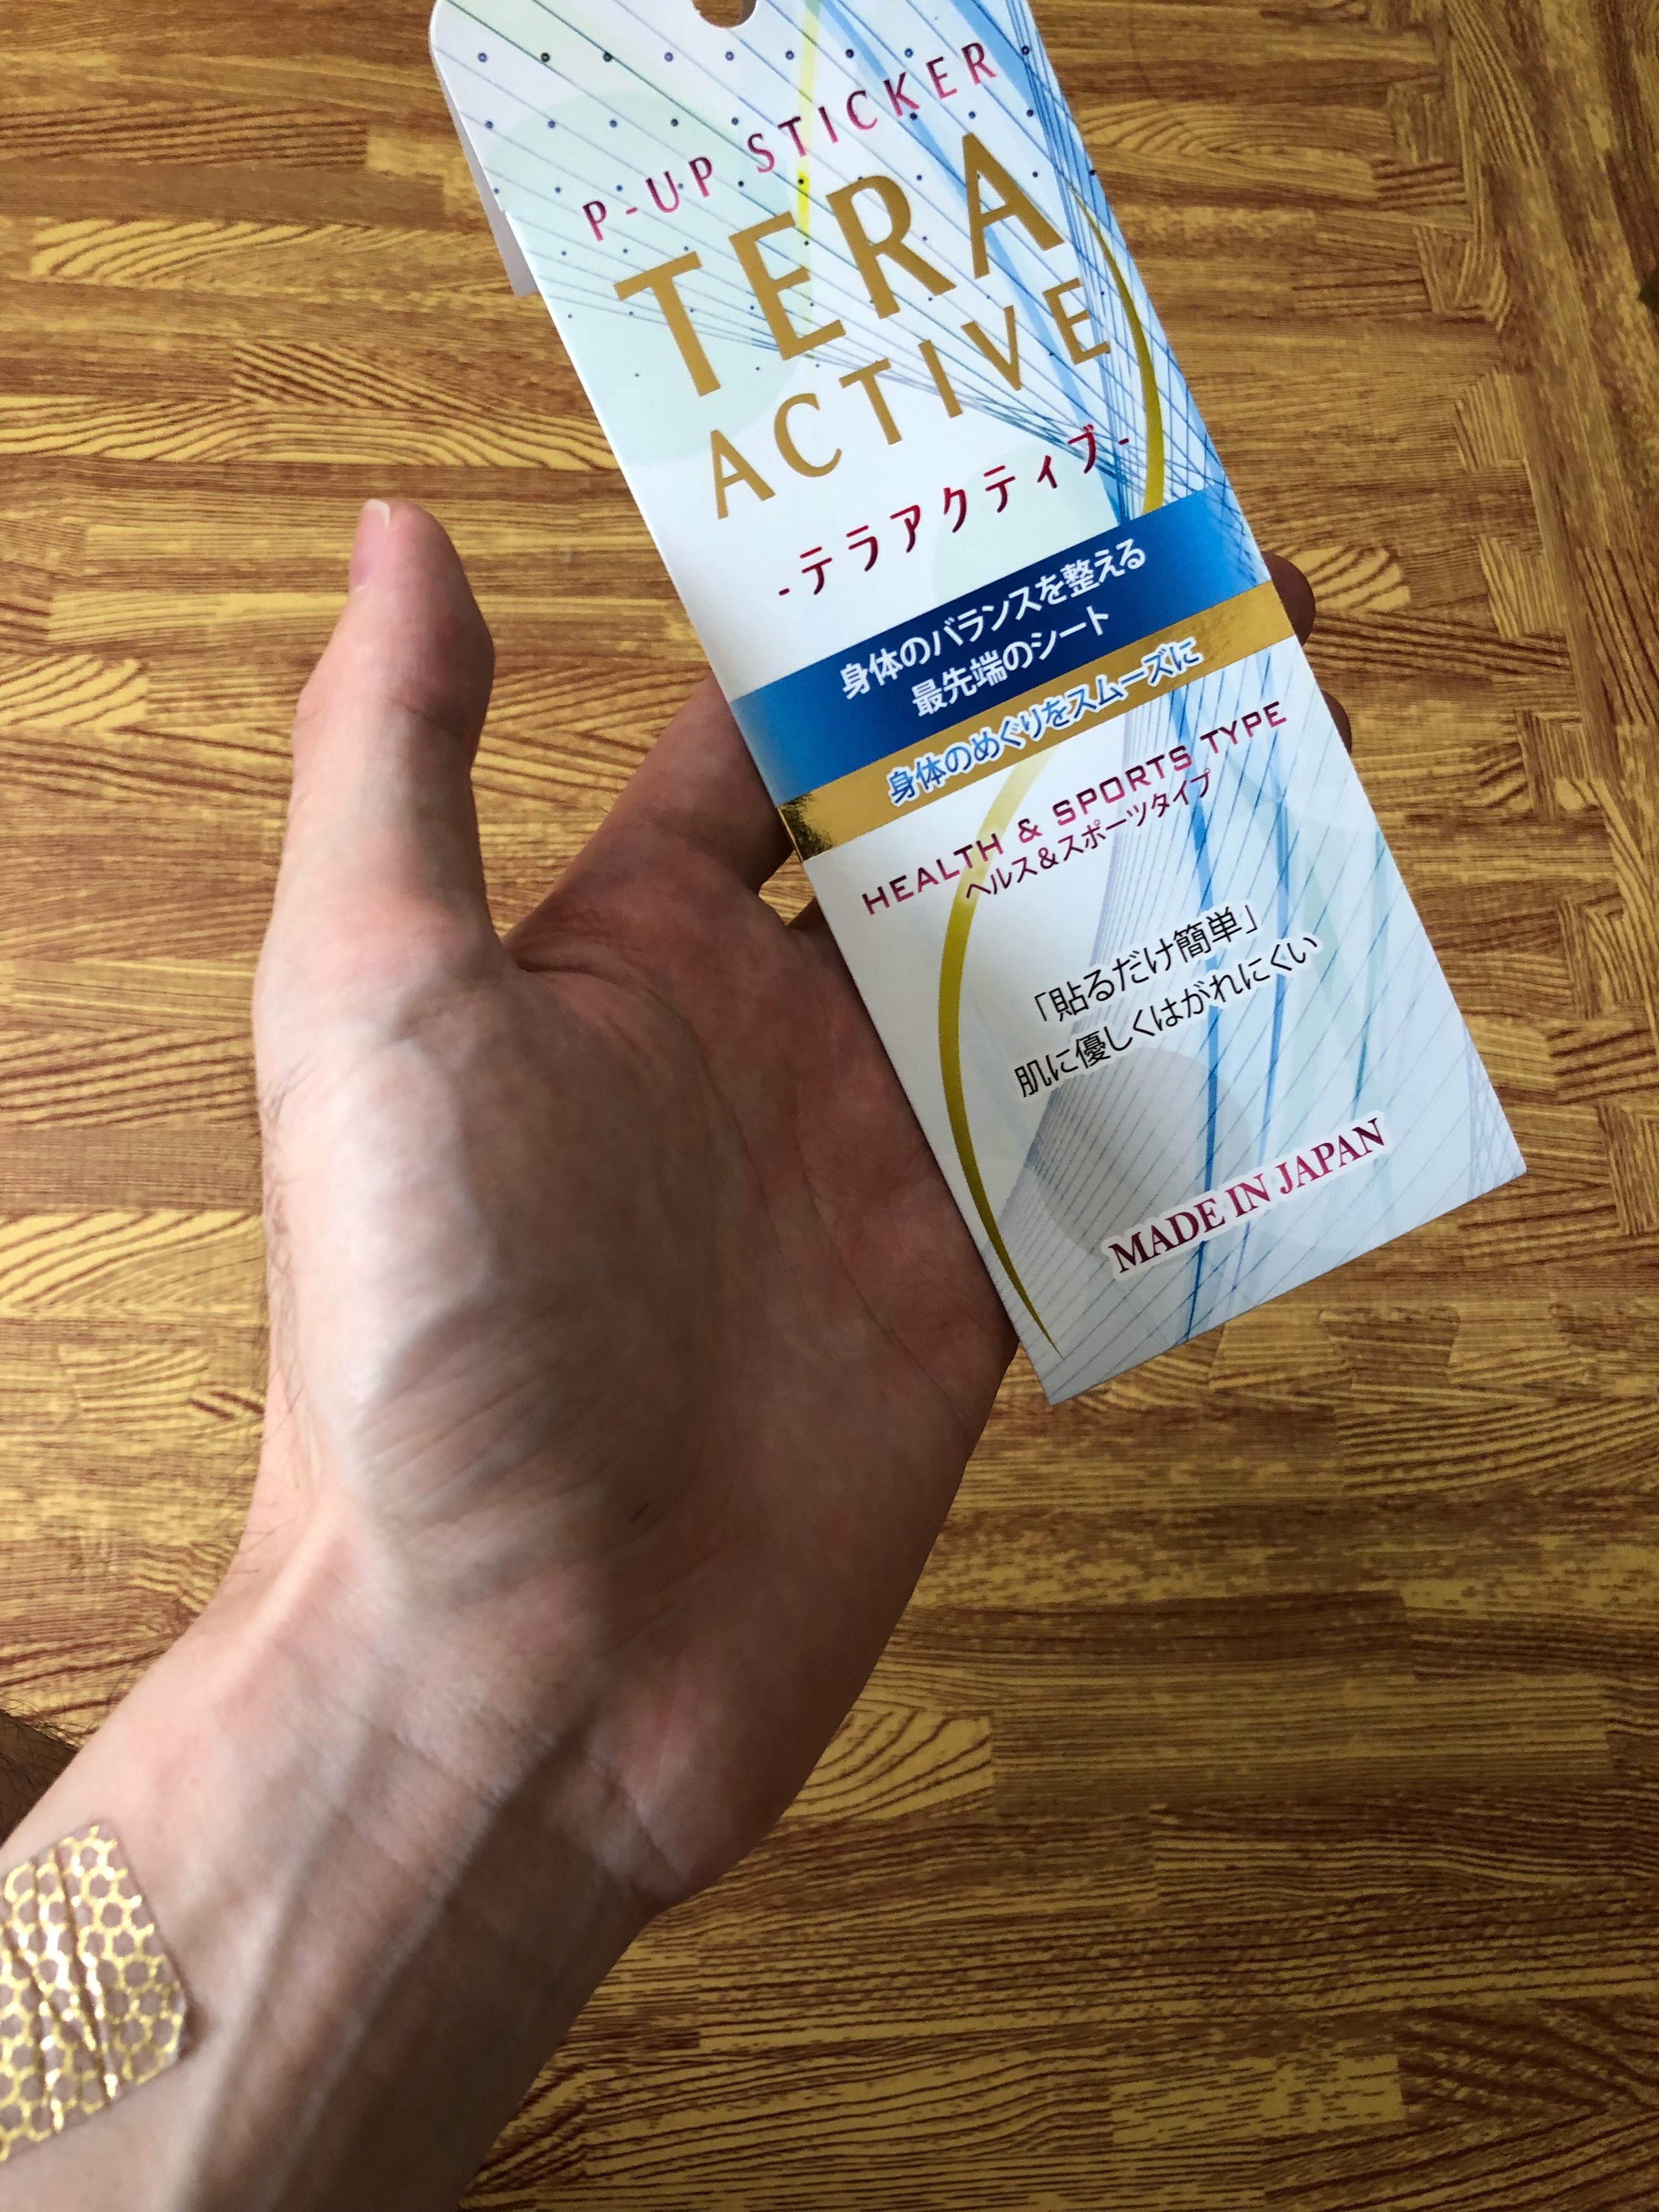 P-UP STICKER
TERA
ACTIVE
-テラアクティブ-
身体のバランスを整える
最先端のシート
身体のめぐりをスムーズに
HEALTH & SPORTS TYPE
ヘルス&スポーツタイプ
「貼るだけ簡単」
肌に優しくはがれにくい
MADE IN JAPAN